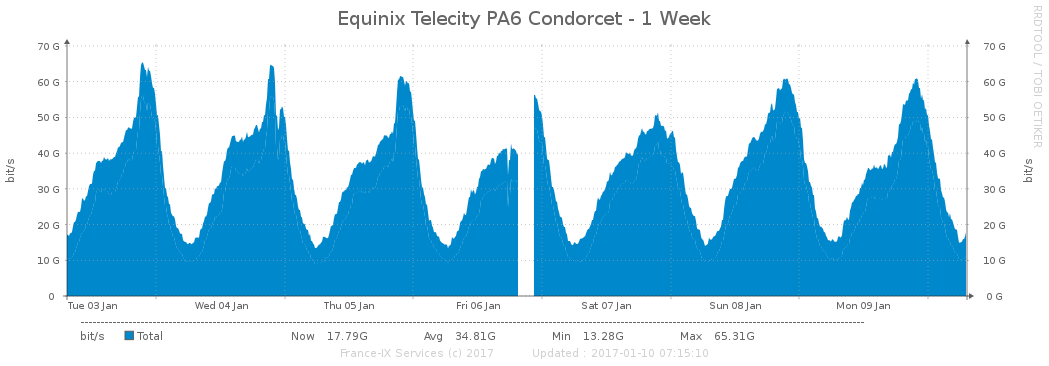 Equinix Telecity PA6 Condorcet - 1 Week
RRDTOOL / TOBI OETIKER
70 G 70 G
60 G 60 G
50 G 50 G
40 G 40 G
30 G 30 G
20 G 20 G
10 G 10 G
0 0 G
bit/s bit/s
Tue 03 Jan Wed 04 Jan Thu 05 Jan Fri 06 Jan Sat 07 Jan Sun 08 Jan Mon 09 Jan
bit/s Total Now 17.79G Avg 34.81G Min 13.28G Max 65.31G
France-IX Services (c) 2017 Updated : 2017-01-10 07:15:10